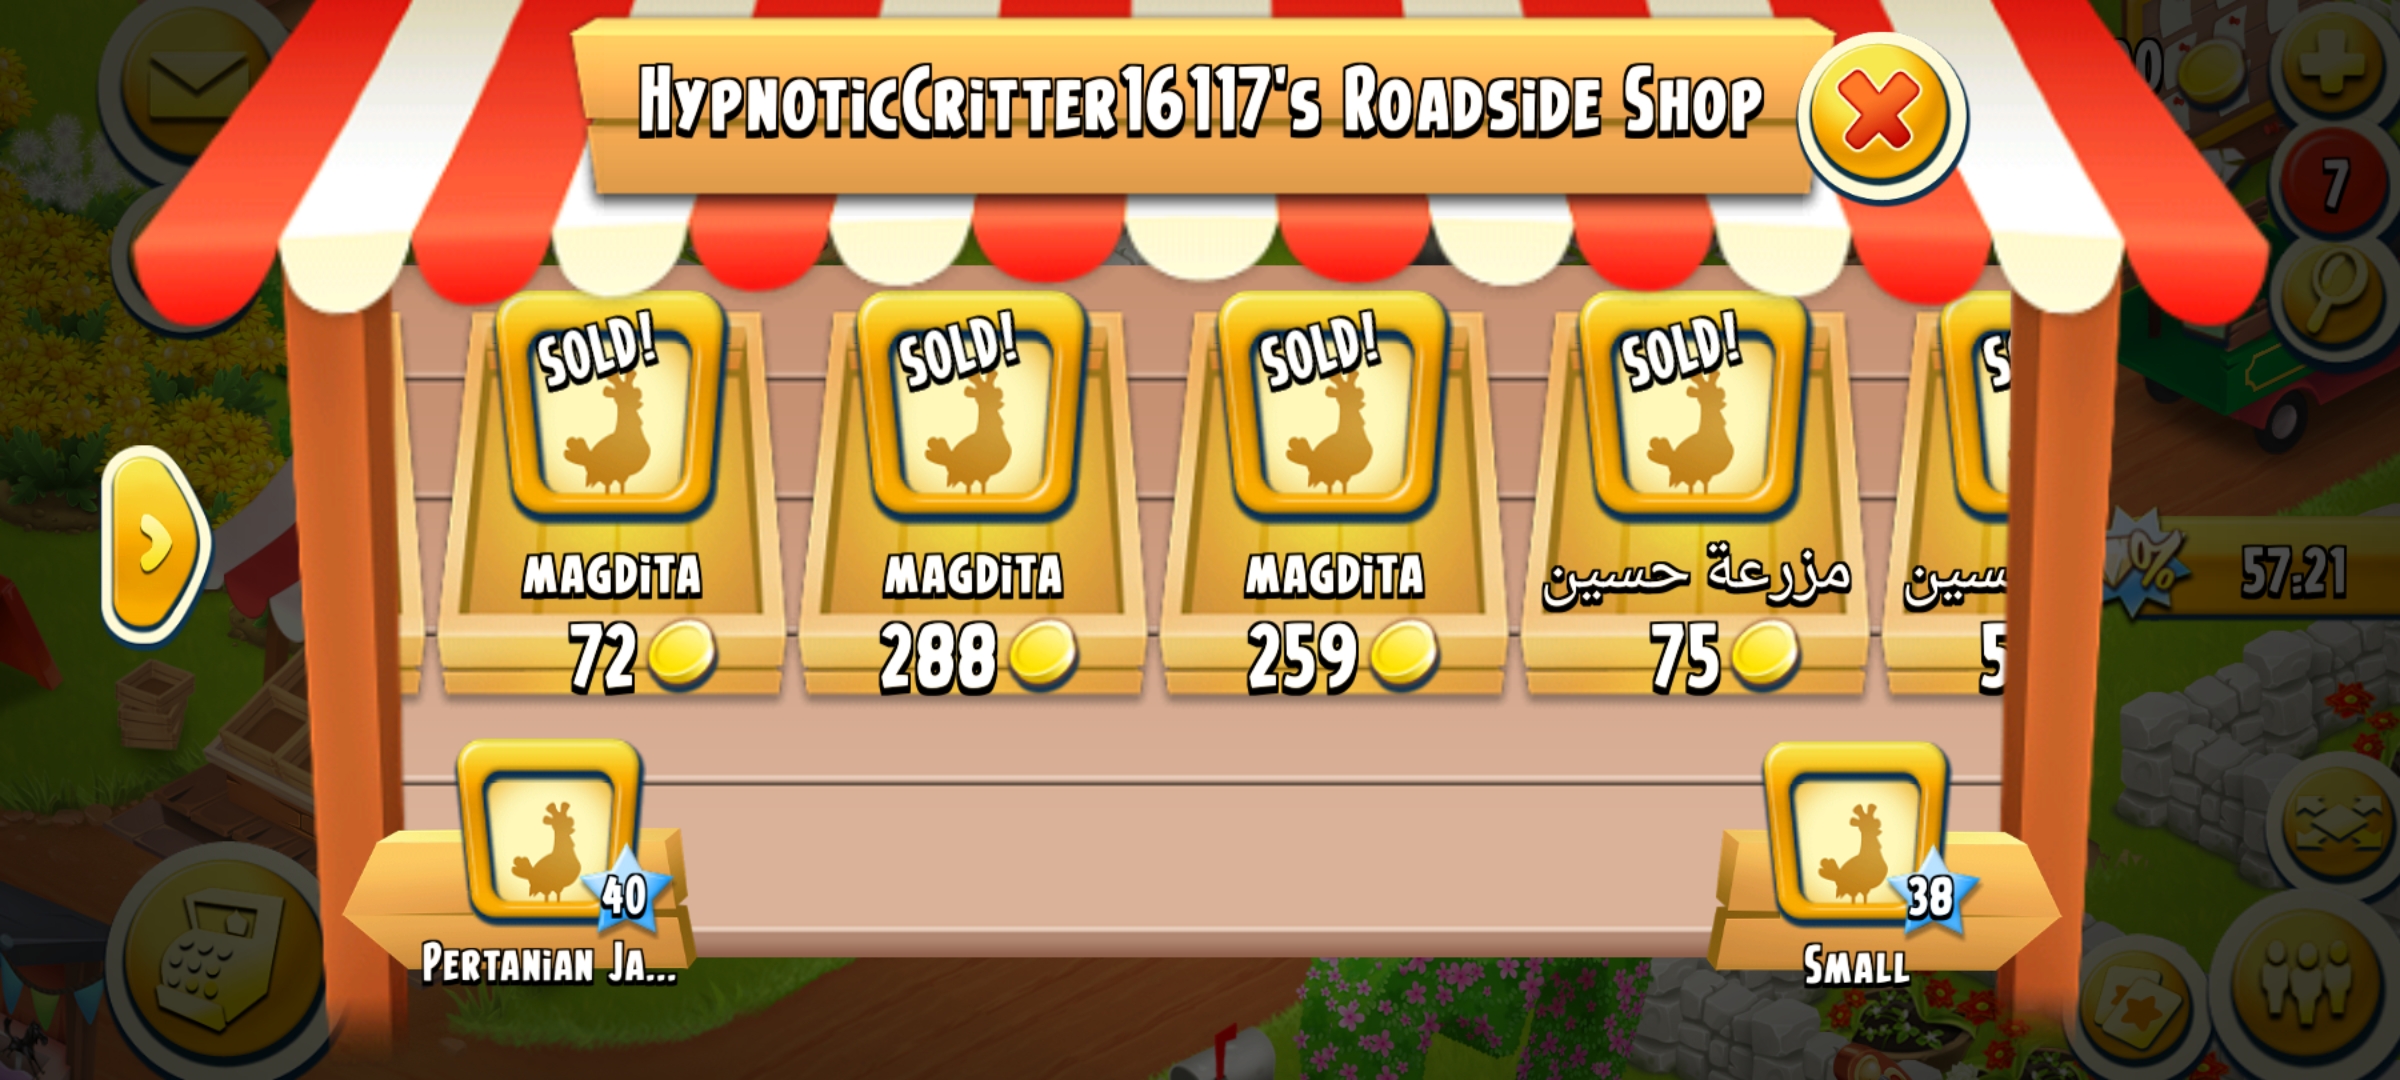 HypnoticCritter16117's Roadside Shop
7
SOLD!
SOLD!
SOLD!
SOLD!
MAGDiTA
MAGDiTA
MAGDiTA
مزرعة حسين
72
288
259
75
57:21
40
38
Pertanian Ja...
Small